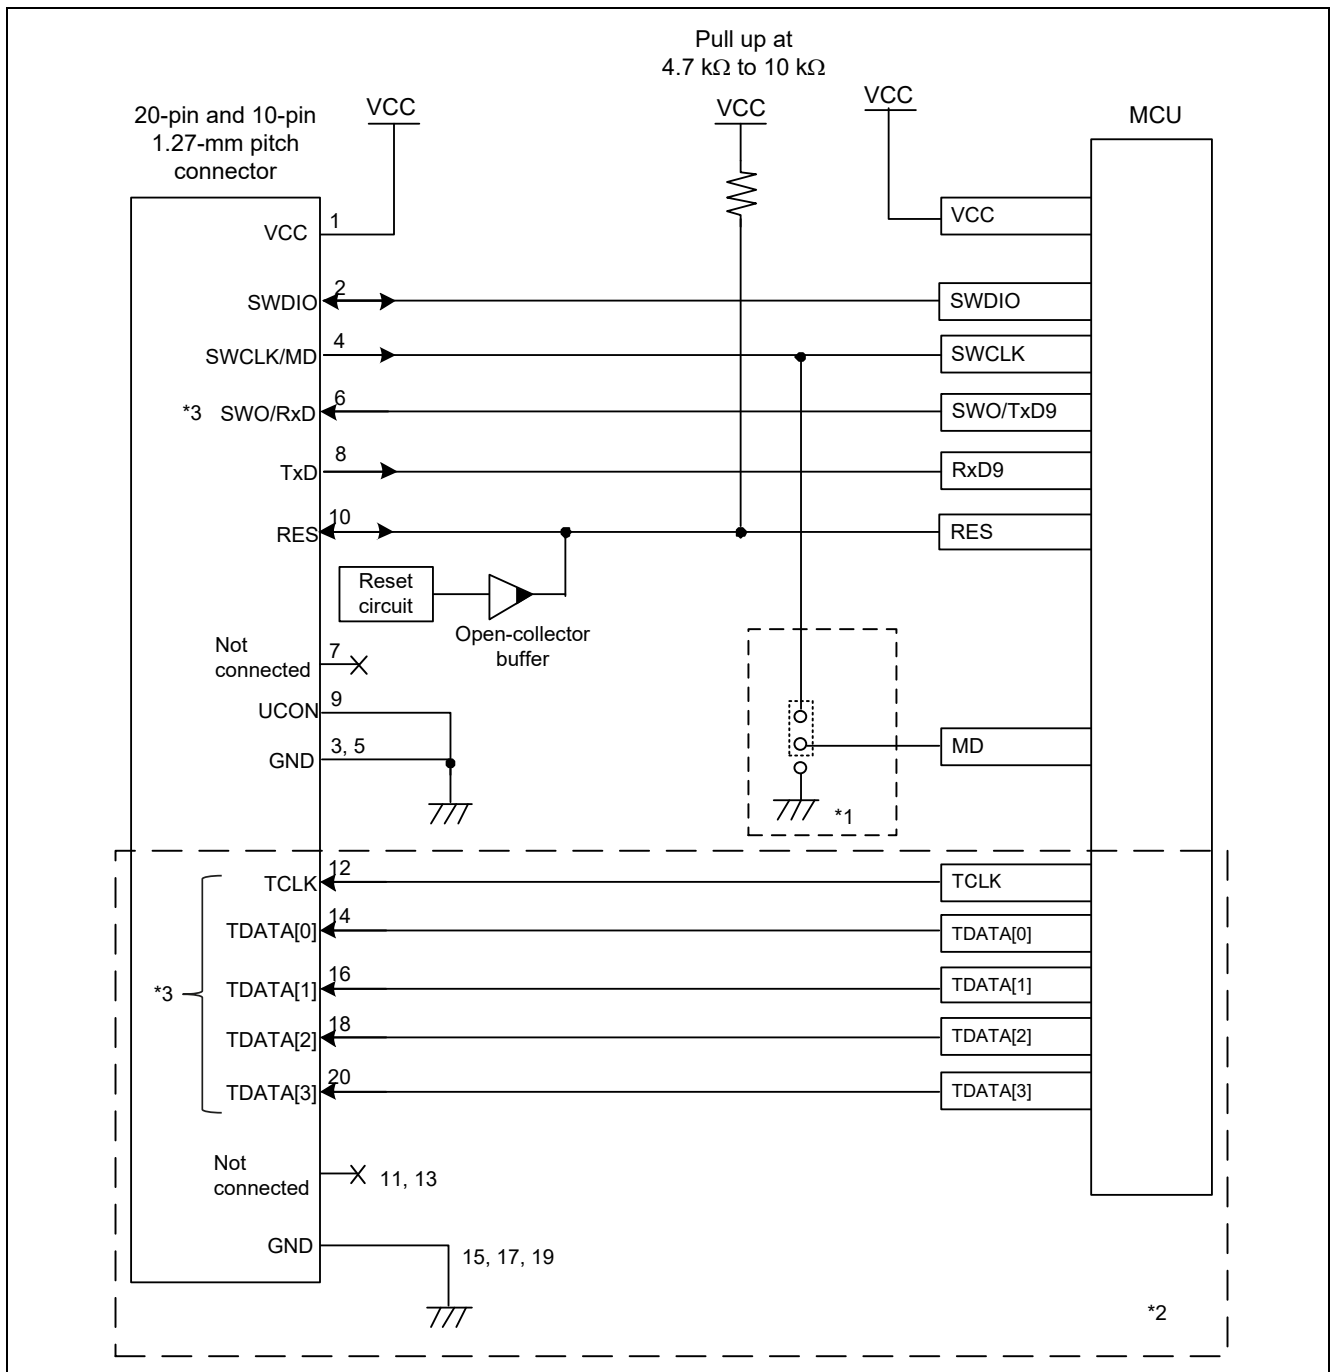 Pull up at
4.7 kΩ to 10 kΩ
20-pin and 10-pin
1.27-mm pitch
connector
VCC
VCC
VCC
MCU
VCC
1
VCC
SWDIO
2
SWDIO
SWCLK/MD
4
SWCLK
*3 SWO/RxD
6
SWO/TxD9
TxD
8
RxD9
RES
10
RES
Reset
circuit
Open-collector
buffer
Not
connected
7
UCON
9
GND
3, 5
MD
*1
TCLK
12
TCLK
TDATA[0]
14
TDATA[0]
*3
TDATA[1]
16
TDATA[1]
TDATA[2]
18
TDATA[2]
TDATA[3]
20
TDATA[3]
Not
connected
11, 13
GND
15, 17, 19
*2